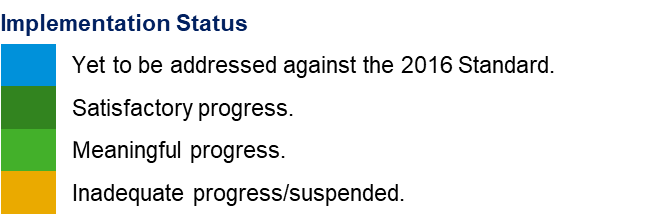 Implementation Status
Yet to be addressed against the 2016 Standard.
Satisfactory progress.
Meaningful progress.
Inadequate progress/suspended.